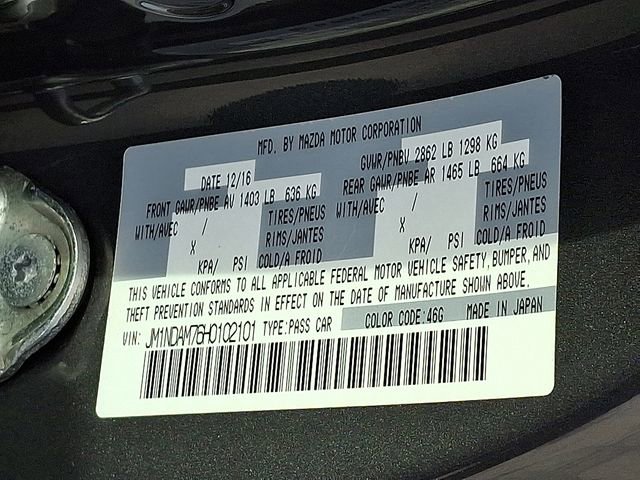 MFD. BY MAZDA MOTOR CORPORATION
DATE 12/16 GVWR/PNBV 2862 LB 1298 KG
FRONT GAWR/PNBE AV 1403 LB 636 KG REAR GAWR/PNBE AR 1465 LB 664 KG
WITH/AVEC / TIRES/PNEUS WITH/AVEC / TIRES/PNEUS
X RIMS/JANTES X RIMS/JANTES
KPA/ PSI COLD/A FROID KPA/ PSI COLD/A FROID
THIS VEHICLE CONFORMS TO ALL APPLICABLE FEDERAL MOTOR VEHICLE SAFETY, BUMPER, AND
THEFT PREVENTION STANDARDS IN EFFECT ON THE DATE OF MANUFACTURE SHOWN ABOVE.
VIN: JM1NDAM76H0102101 TYPE:PASS CAR COLOR CODE:46G MADE IN JAPAN